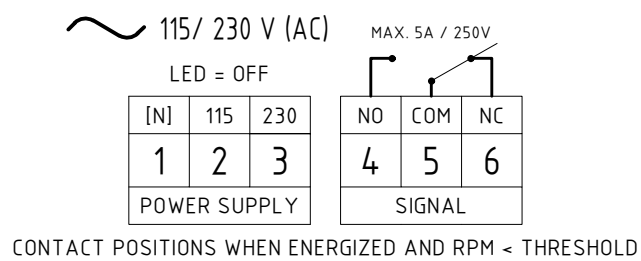 115/ 230 V (AC)
MAX. 5A / 250V
LED = OFF
[N] 115 230
1 2 3
POWER SUPPLY
NO COM NC
4 5 6
SIGNAL
CONTACT POSITIONS WHEN ENERGIZED AND RPM < THRESHOLD